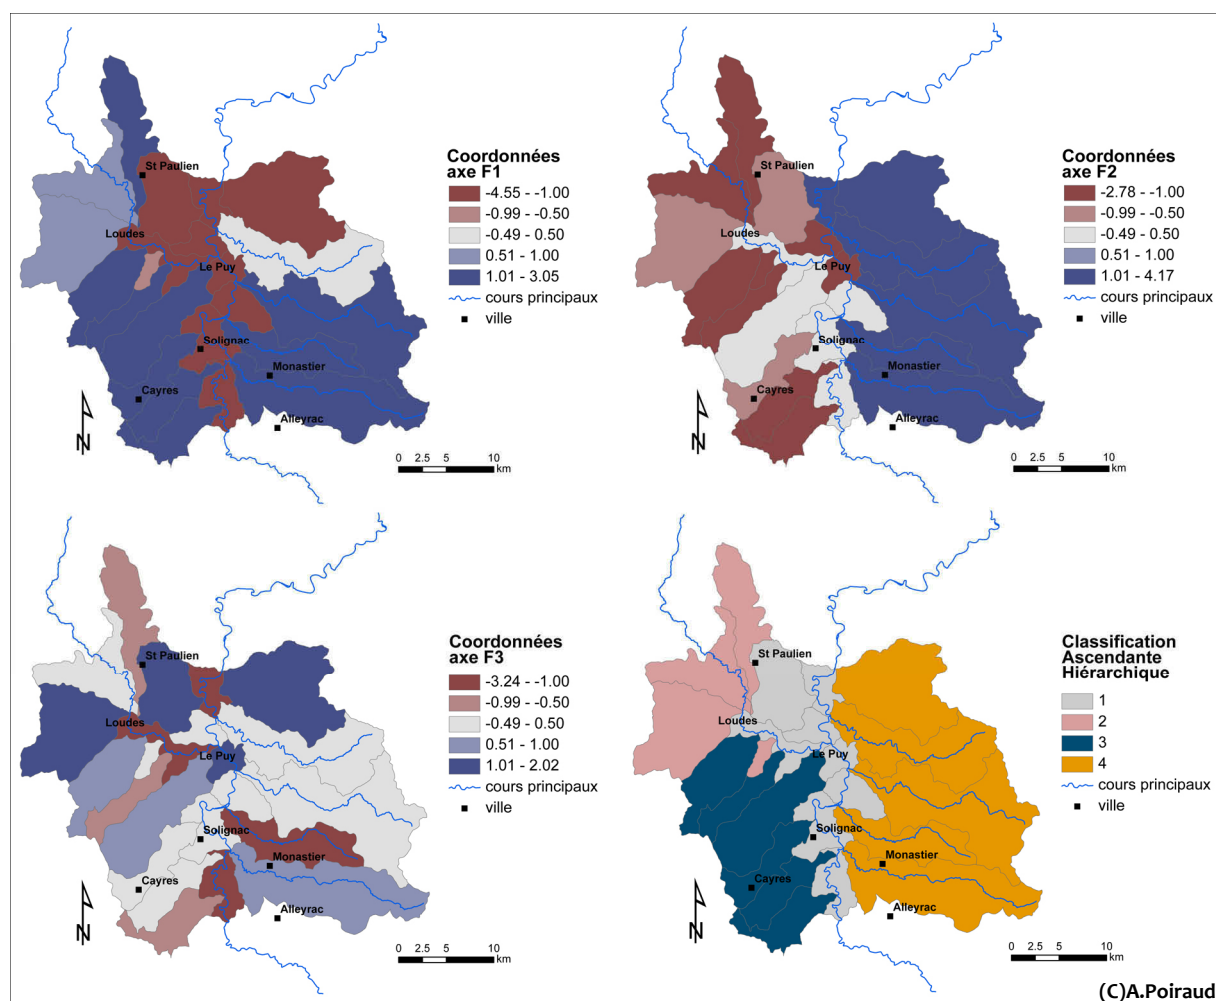 Coordonnées
axe F1
-4.55 - -1.00
-0.99 - -0.50
-0.49 - 0.50
0.51 - 1.00
1.01 - 3.05
cours principaux
ville
St Paulien
Loudes
Le Puy
Solignac
Monastier
Cayres
Alleyrac
N
0 2.5 5 10
km
Coordonnées
axe F2
-2.78 - -1.00
-0.99 - -0.50
-0.49 - 0.50
0.51 - 1.00
1.01 - 4.17
cours principaux
ville
St Paulien
Loudes
Le Puy
Solignac
Monastier
Cayres
Alleyrac
N
0 2.5 5 10
km
Coordonnées
axe F3
-3.24 - -1.00
-0.99 - -0.50
-0.49 - 0.50
0.51 - 1.00
1.01 - 2.02
cours principaux
ville
St Paulien
Loudes
Le Puy
Solignac
Monastier
Cayres
Alleyrac
N
0 2.5 5 10
km
Classification
Ascendante
Hiérarchique
1
2
3
4
cours principaux
ville
St Paulien
Loudes
Le Puy
Solignac
Monastier
Cayres
Alleyrac
N
0 2.5 5 10
km
(C)A.Poiraud